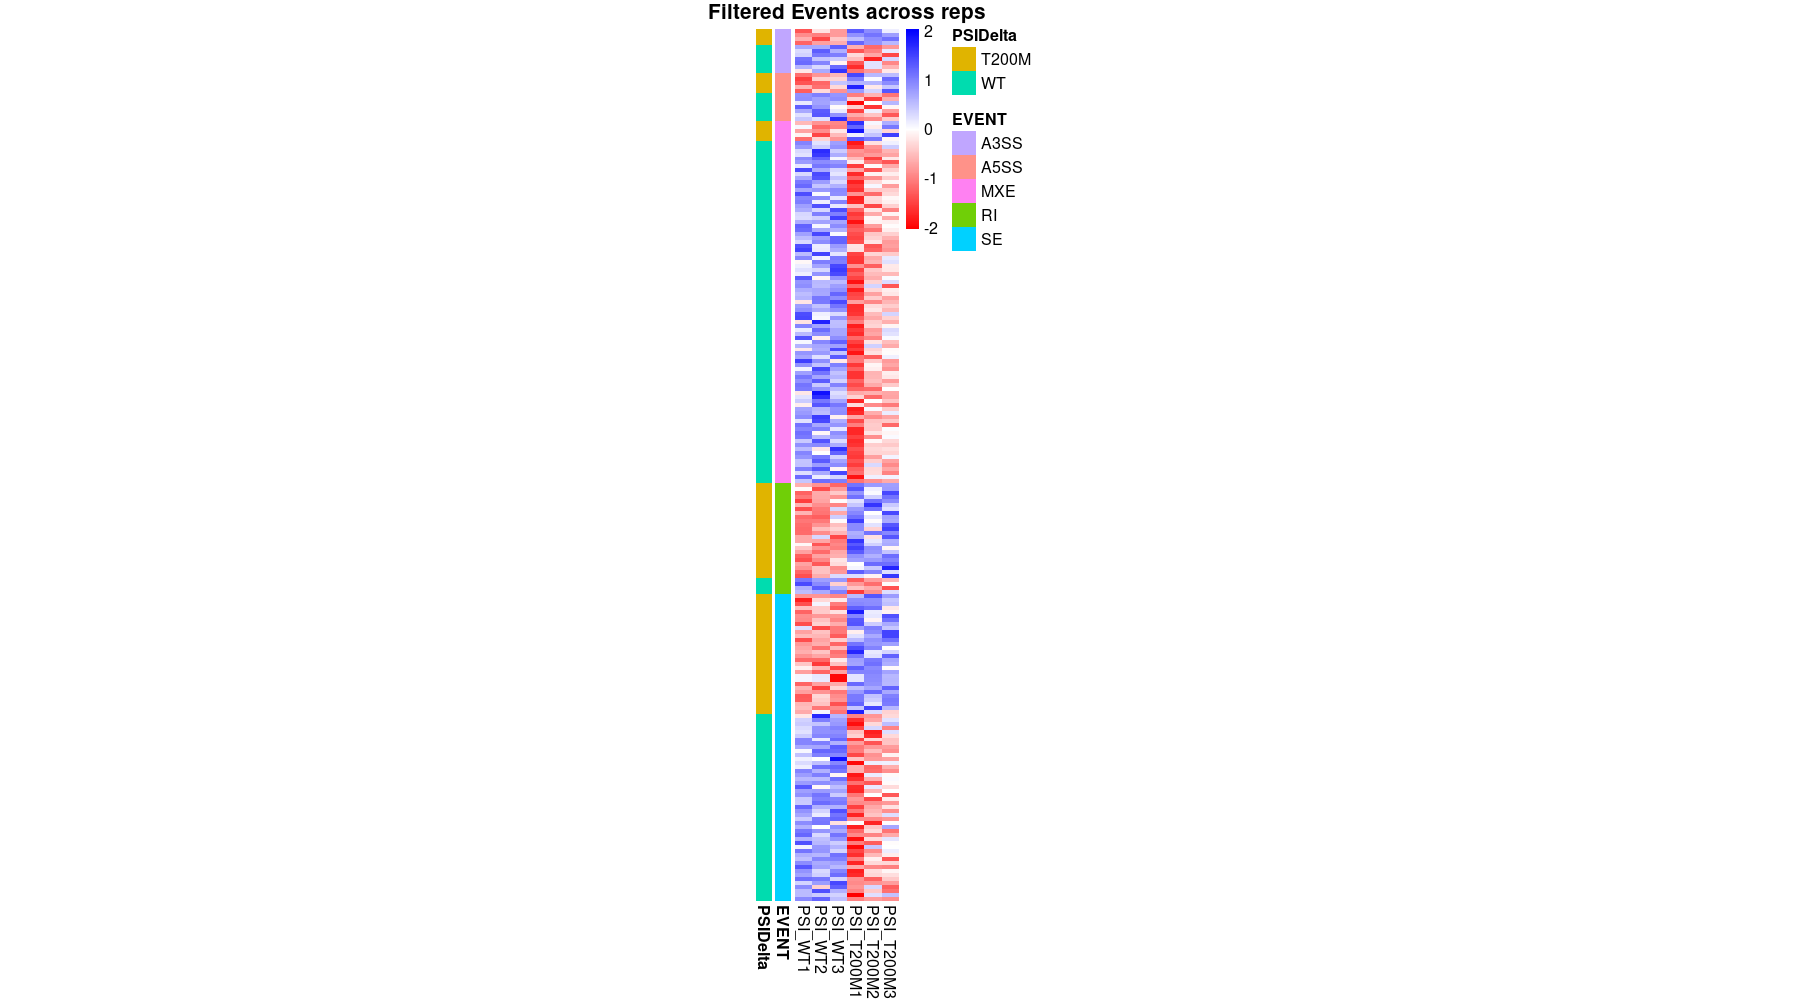 Filtered Events across reps
2
1
0
-1
-2
PSIDelta
T200M
WT
EVENT
A3SS
A5SS
MXE
RI
SE
PSIDelta
EVENT
PSI_WT1
PSI_WT2
PSI_WT3
PSI_T200M1
PSI_T200M2
PSI_T200M3